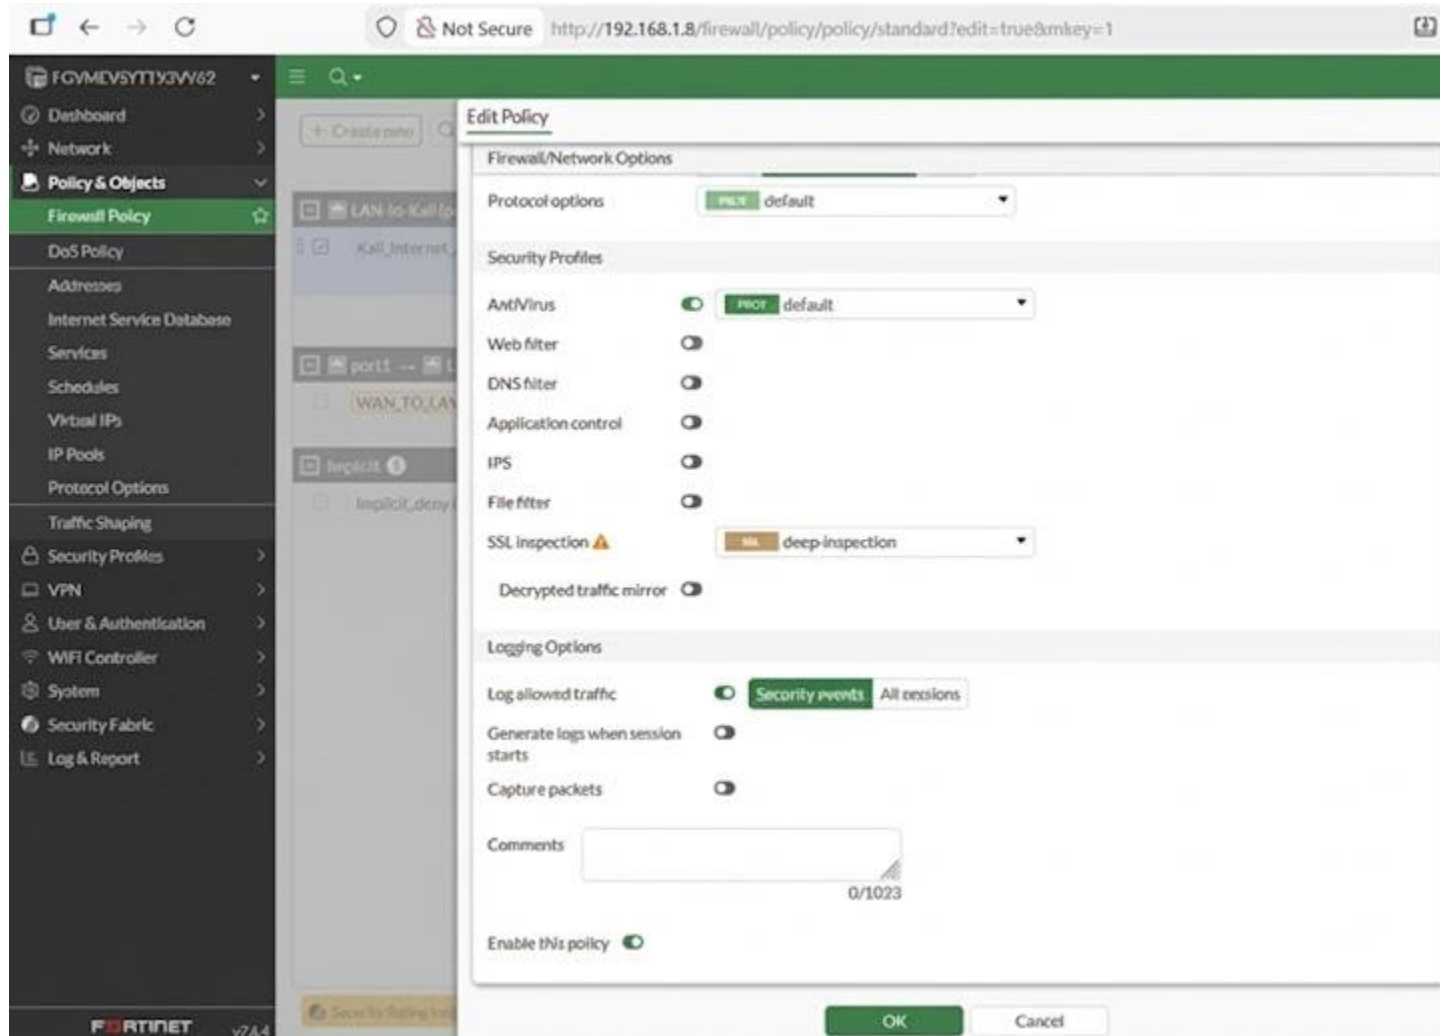 Not Secure http://192.168.1.8/firewall/policy/policy/standard?edit=true&mkey=1
Dashboard
Network
Policy & Objects
Firewall Policy
DoS Policy
Addresses
Internet Service Database
Services
Schedules
Virtual IPs
IP Pools
Protocol Options
Traffic Shaping
Security Profiles
VPN
User & Authentication
WiFi Controller
System
Security Fabric
Log & Report
FORTINET v7.6.4
+ Create new
LAN-to-Kali (p
Kali_Internet_
port1
WAN_TO_LAN
Implicit 1
Implicit_deny
Security Rating
Edit Policy
Firewall/Network Options
Protocol options default
Security Profiles
AntiVirus default
Web filter
DNS filter
Application control
IPS
File filter
SSL inspection SSL deep-inspection
Decrypted traffic mirror
Logging Options
Log allowed traffic Security events All sessions
Generate logs when session
starts
Capture packets
Comments
0/1023
Enable this policy
OK Cancel